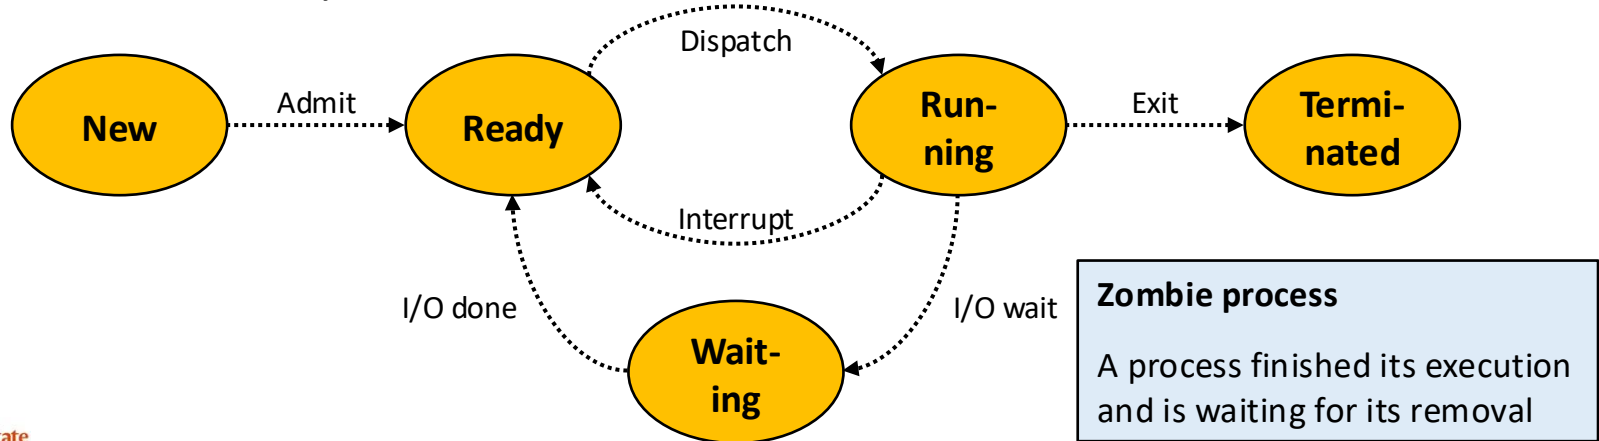 Dispatch
New
Admit
Ready
Run-
ning
Exit
Termi-
nated
Interrupt
I/O done
I/O wait
Wait-
ing
Zombie process
A process finished its execution
and is waiting for its removal